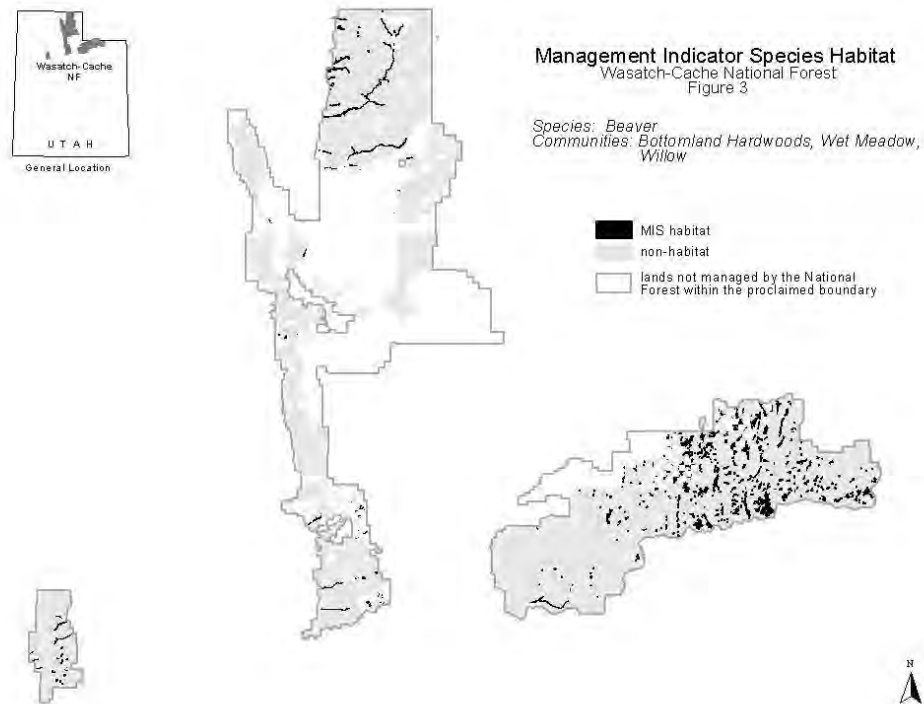 Wasatch-Cache
NF
UTAH
General Location
Management Indicator Species Habitat
Wasatch-Cache National Forest
Figure 3
Species: Beaver
Communities: Bottomland Hardwoods, Wet Meadow,
Willow
MIS habitat
non-habitat
lands not managed by the National
Forest within the proclaimed boundary
N